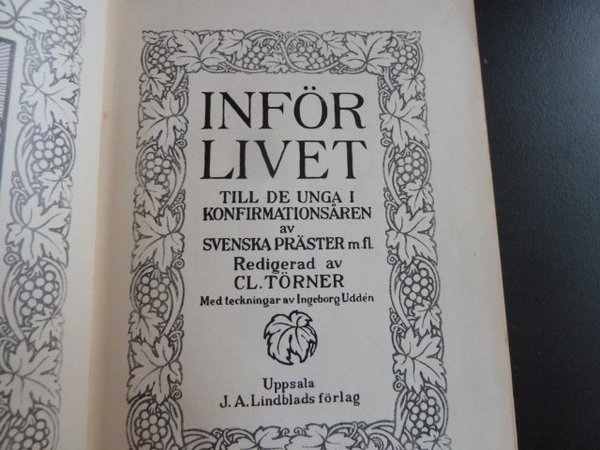 INFÖR
LIVET
TILL DE UNGA I
KONFIRMATIONSÅREN
av
SVENSKA PRÄSTER m.fl.
Redigerad av
CL. TÖRNER
Med teckningar av Ingeborg Uddén
Uppsala
J. A. Lindblads förlag